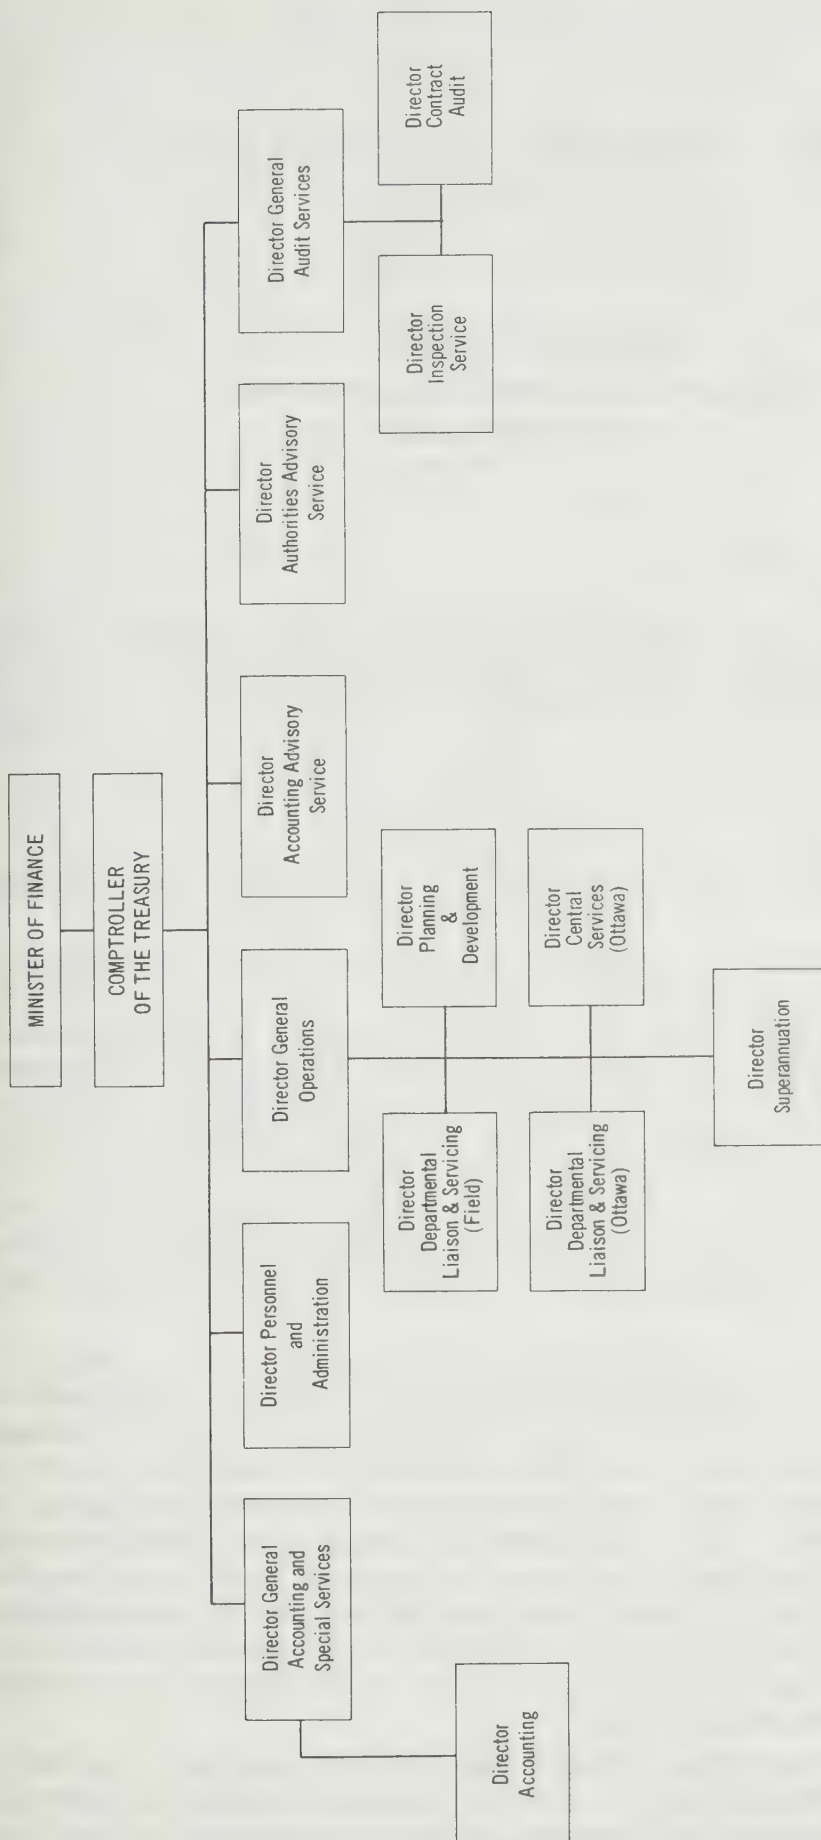 MINISTER OF FINANCE
COMPTROLLER
OF THE TREASURY
Director General
Accounting and
Special Services
Director Personnel
and
Administration
Director General
Operations
Director
Accounting Advisory
Service
Director
Authorities Advisory
Service
Director General
Audit Services
Director
Accounting
Director
Departmental
Liaison & Servicing
(Field)
Director
Planning
&
Development
Director
Departmental
Liaison & Servicing
(Ottawa)
Director
Central
Services
(Ottawa)
Director
Superannuation
Director
Inspection
Service
Director
Contract
Audit